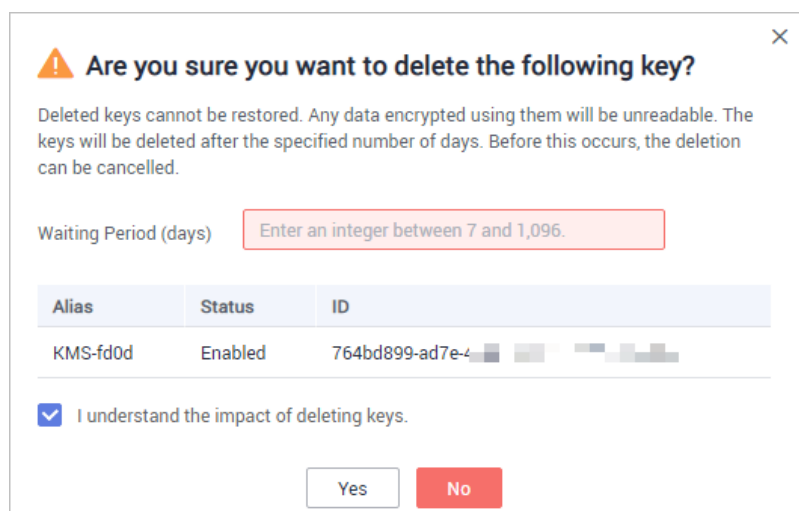 Are you sure you want to delete the following key?
Deleted keys cannot be restored. Any data encrypted using them will be unreadable. The
keys will be deleted after the specified number of days. Before this occurs, the deletion
can be cancelled.
Waiting Period (days) Enter an integer between 7 and 1,096.
Alias Status ID
KMS-fd0d Enabled 764bd899-ad7e-4
I understand the impact of deleting keys.
Yes No